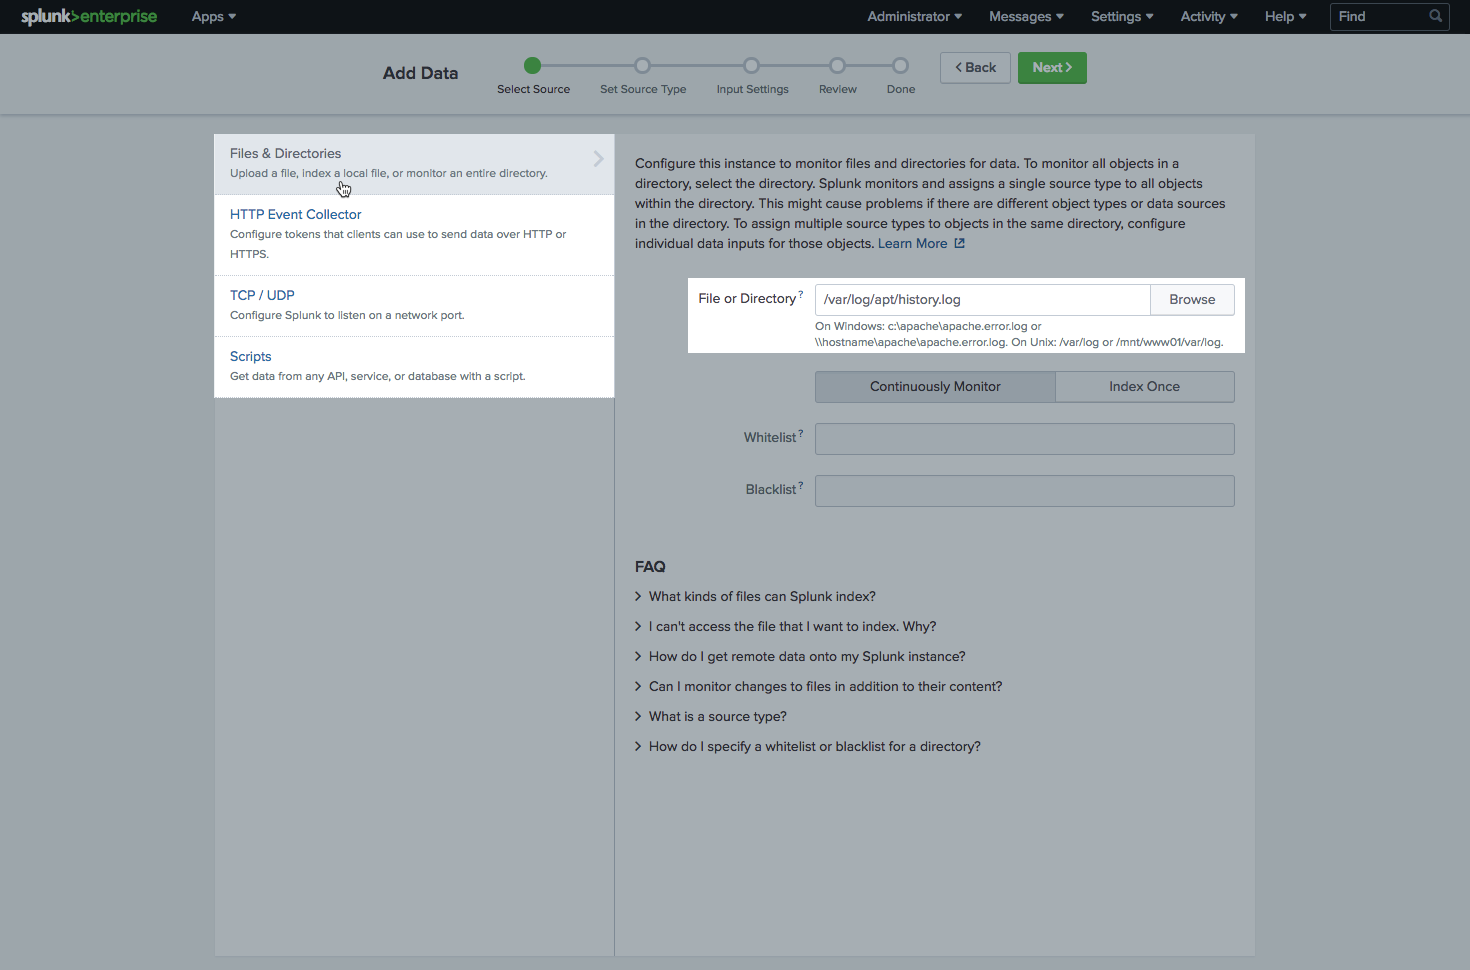 splunk>enterprise Apps Administrator Messages Settings Activity Help Find
Add Data
Select Source Set Source Type Input Settings Review Done
< Back Next >
Files & Directories
Upload a file, index a local file, or monitor an entire directory.
HTTP Event Collector
Configure tokens that clients can use to send data over HTTP or
HTTPS.
TCP / UDP
Configure Splunk to listen on a network port.
Scripts
Get data from any API, service, or database with a script.
Configure this instance to monitor files and directories for data. To monitor all objects in a
directory, select the directory. Splunk monitors and assigns a single source type to all objects
within the directory. This might cause problems if there are different object types or data sources
in the directory. To assign multiple source types to objects in the same directory, configure
individual data inputs for those objects. Learn More
File or Directory ? /var/log/apt/history.log Browse
On Windows: c:\apache\apache.error.log or
\\hostname\apache\apache.error.log. On Unix: /var/log or /mnt/www01/var/log.
Continuously Monitor Index Once
Whitelist ?
Blacklist ?
FAQ
> What kinds of files can Splunk index?
> I can't access the file that I want to index. Why?
> How do I get remote data onto my Splunk instance?
> Can I monitor changes to files in addition to their content?
> What is a source type?
> How do I specify a whitelist or blacklist for a directory?